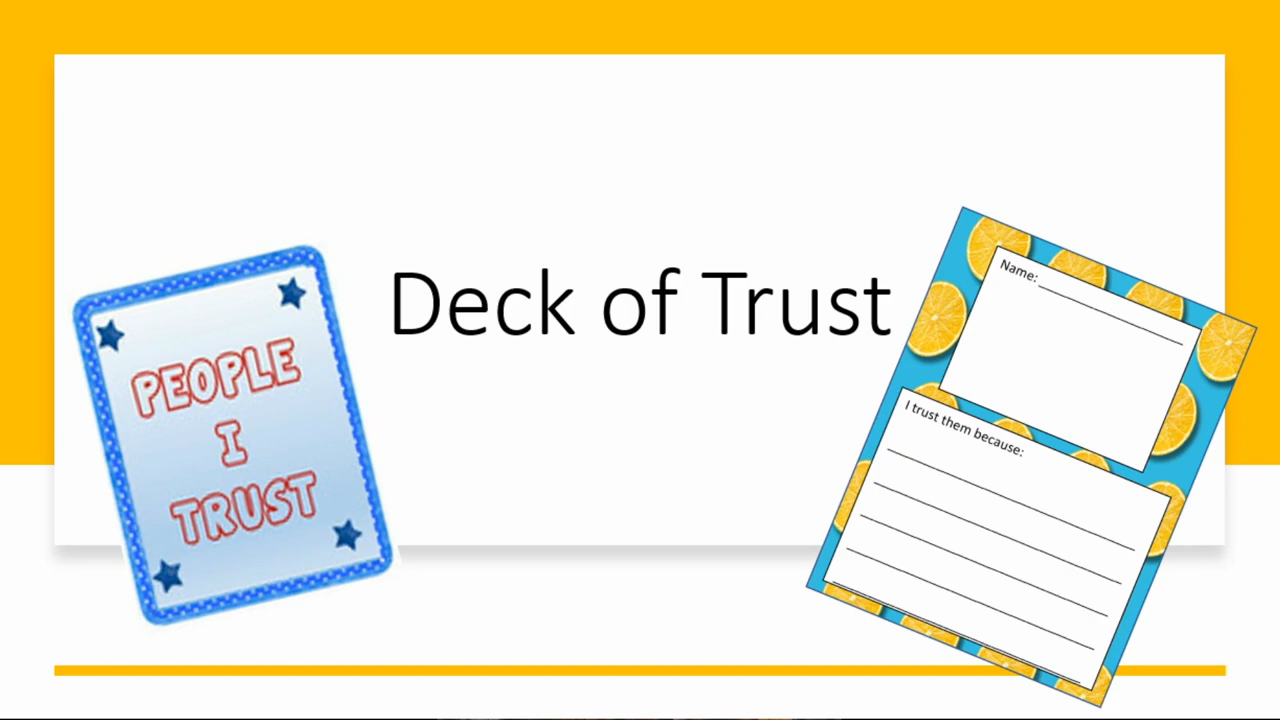 Deck of Trust
PEOPLE
I
TRUST
Name:
I trust them because: